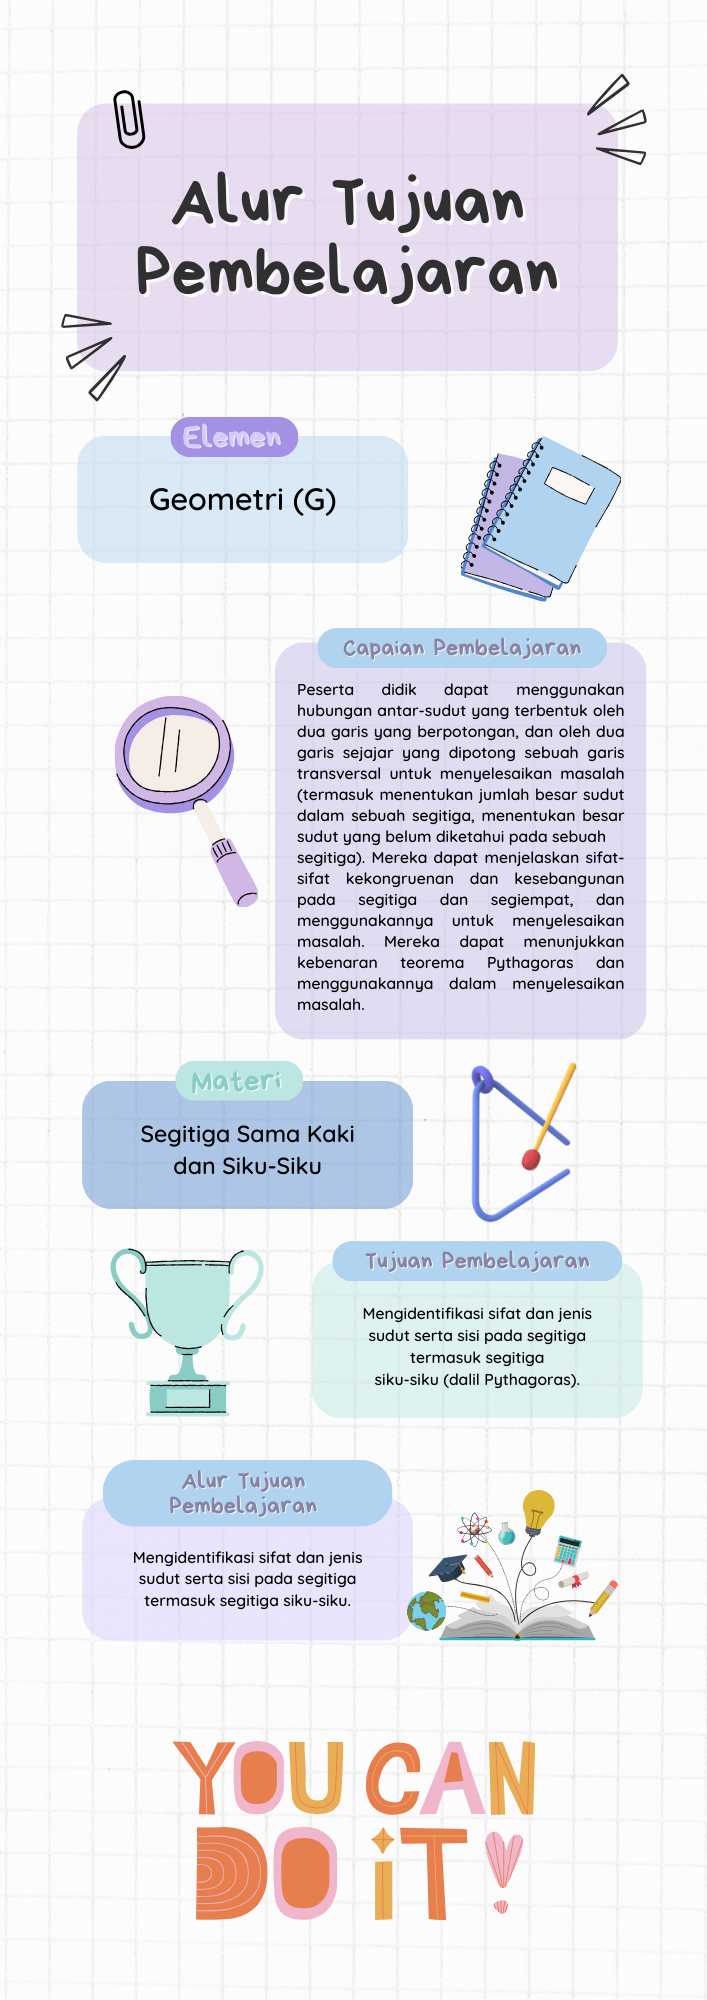 Alur Tujuan
Pembelajaran
Elemen
Geometri (G)
Capaian Pembelajaran
Peserta didik dapat menggunakan
hubungan antar-sudut yang terbentuk oleh
dua garis yang berpotongan, dan oleh dua
garis sejajar yang dipotong sebuah garis
transversal untuk menyelesaikan masalah
(termasuk menentukan jumlah besar sudut
dalam sebuah segitiga, menentukan besar
sudut yang belum diketahui pada sebuah
segitiga). Mereka dapat menjelaskan sifat-
sifat kekongruenan dan kesebangunan
pada segitiga dan segiempat, dan
menggunakannya untuk menyelesaikan
masalah. Mereka dapat menunjukkan
kebenaran teorema Pythagoras dan
menggunakannya dalam menyelesaikan
masalah.
Materi
Segitiga Sama Kaki
dan Siku-Siku
Tujuan Pembelajaran
Mengidentifikasi sifat dan jenis
sudut serta sisi pada segitiga
termasuk segitiga
siku-siku (dalil Pythagoras).
Alur Tujuan
Pembelajaran
Mengidentifikasi sifat dan jenis
sudut serta sisi pada segitiga
termasuk segitiga siku-siku.
YOU CAN
DO iT!